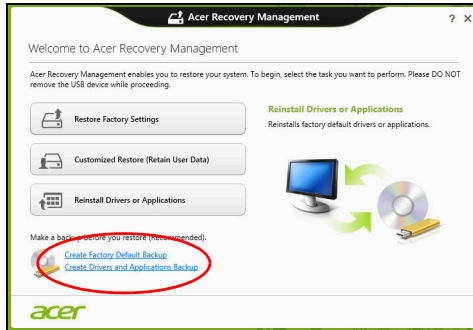 Acer Recovery Management
? X
Welcome to Acer Recovery Management
Acer Recovery Management enables you to restore your system. To begin, select the task you want to perform. Please DO NOT
remove the USB device while proceeding.
Restore Factory Settings
Customized Restore (Retain User Data)
Reinstall Drivers or Applications
Reinstall Drivers or Applications
Reinstalls factory default drivers or applications.
Make a backup before you restore (Recommended).
Create Factory Default Backup
Create Drivers and Applications Backup
acer